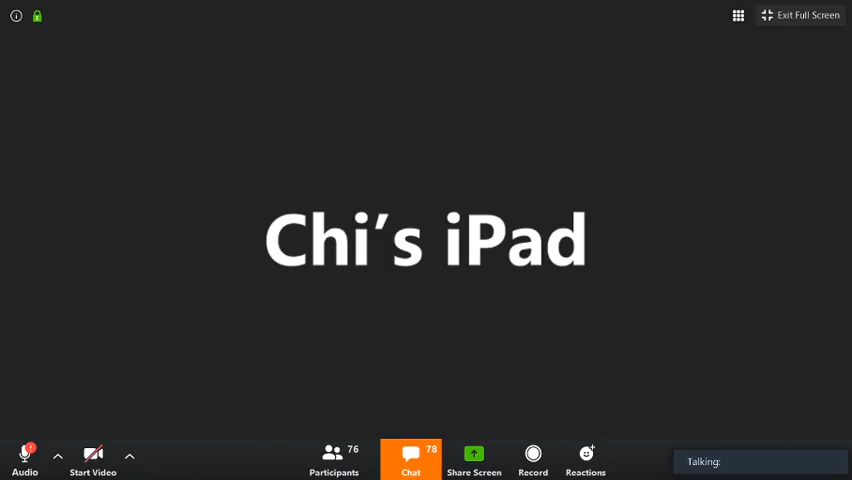 Exit Full Screen
Chi’s iPad
76
78
Audio
Start Video
Participants
Chat
Share Screen
Record
Reactions
Talking: